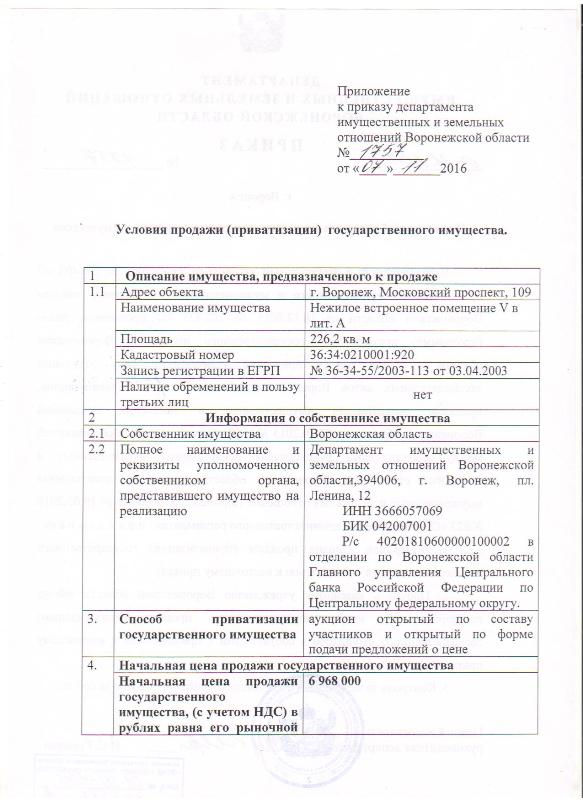 Приложение
к приказу департамента
имущественных и земельных
отношений Воронежской области
№ 1757
от «07» 11 2016
Условия продажи (приватизации) государственного имущества.
1 Описание имущества, предназначенного к продаже
1.1 Адрес объекта г. Воронеж, Московский проспект, 109
Наименование имущества Нежилое встроенное помещение V в
лит. А
Площадь 226,2 кв. м
Кадастровый номер 36:34:0210001:920
Запись регистрации в ЕГРП № 36-34-55/2003-113 от 03.04.2003
Наличие обременений в пользу
третьих лиц нет
2 Информация о собственнике имущества
2.1 Собственник имущества Воронежская область
2.2 Полное наименование и
реквизиты уполномоченного
собственником органа,
представившего имущество на
реализацию
Департамент имущественных и
земельных отношений Воронежской
области,394006, г. Воронеж, пл.
Ленина, 12
ИНН 3666057069
БИК 042007001
Р/с 40201810600000100002 в
отделении по Воронежской области
Главного управления Центрального
банка Российской Федерации по
Центральному федеральному округу.
3. Способ приватизации
государственного имущества
аукцион открытый по составу
участников и открытый по форме
подачи предложений о цене
4. Начальная цена продажи государственного имущества
Начальная цена продажи
государственного
имущества, (с учетом НДС) в
рублях равна его рыночной
6 968 000